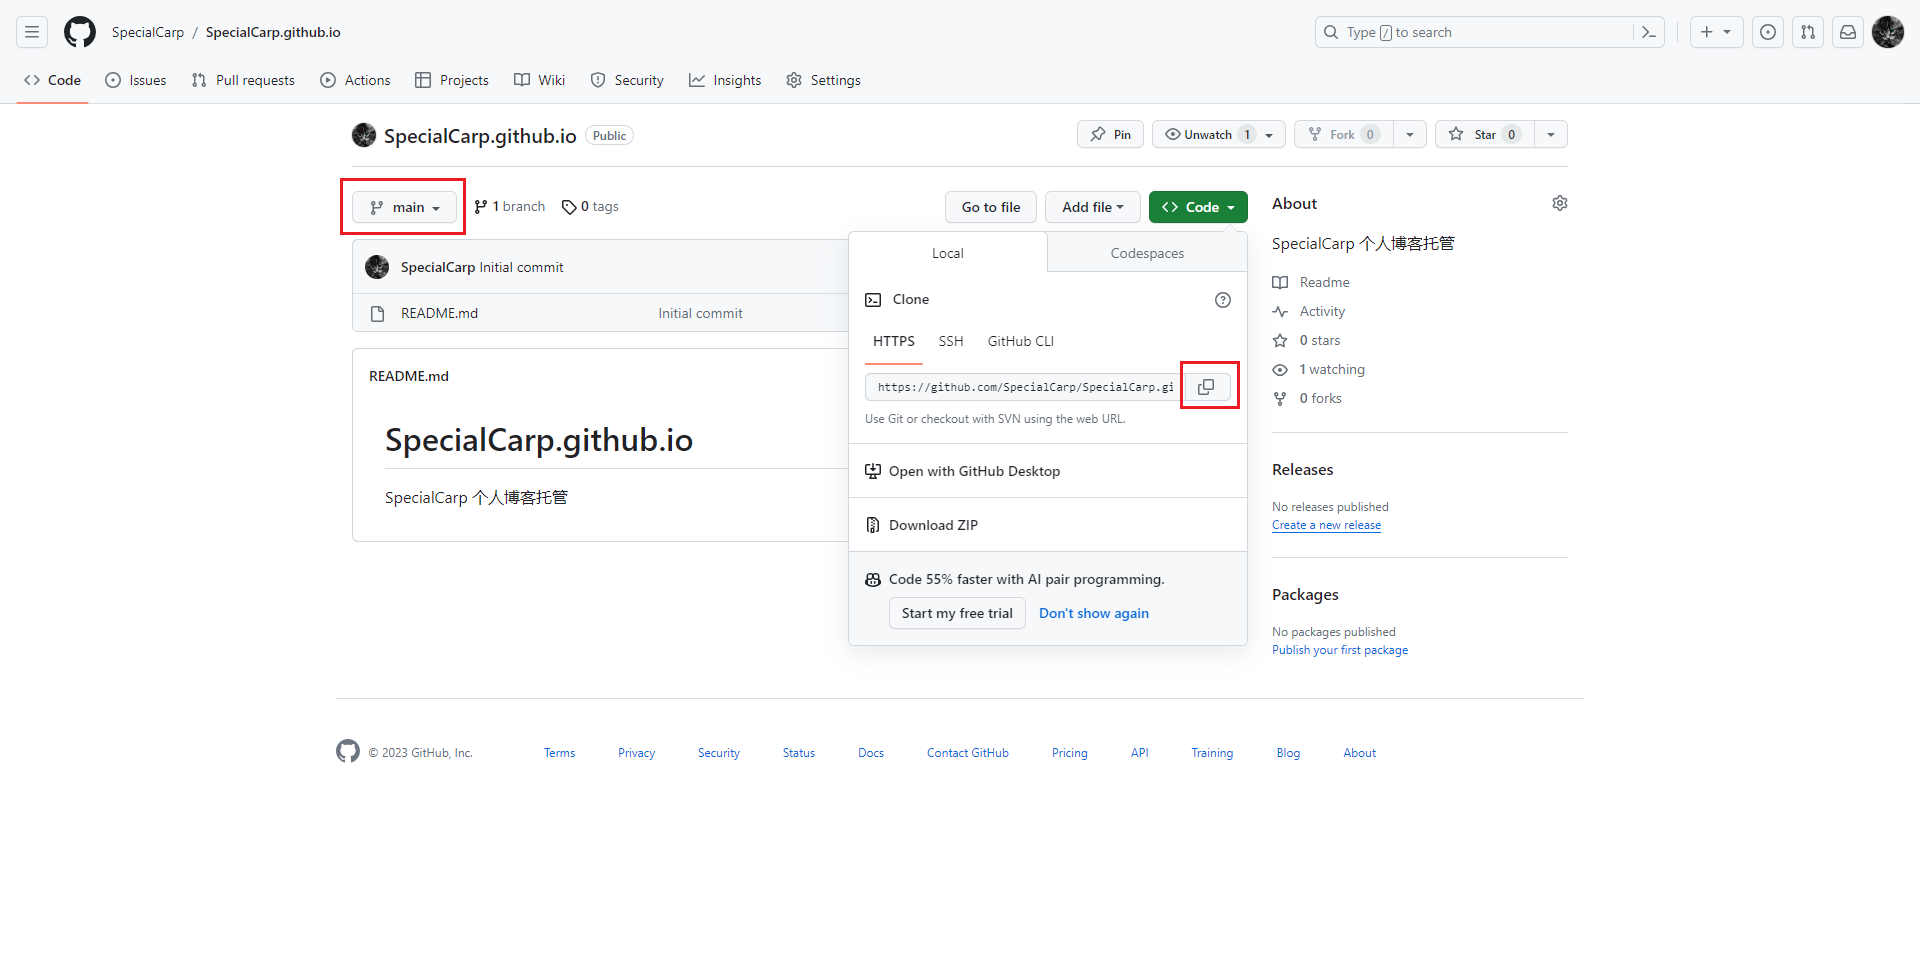 SpecialCarp / SpecialCarp.github.io
Type / to search
Code Issues Pull requests Actions Projects Wiki Security Insights Settings
SpecialCarp.github.io Public
Pin Unwatch 1 Fork 0 Star 0
main 1 branch 0 tags
Go to file Add file Code
SpecialCarp Initial commit
README.md Initial commit
README.md
SpecialCarp.github.io
SpecialCarp 个人博客托管
Local Codespaces
Clone
HTTPS SSH GitHub CLI
https://github.com/SpecialCarp/SpecialCarp.gi
Use Git or checkout with SVN using the web URL.
Open with GitHub Desktop
Download ZIP
Code 55% faster with AI pair programming.
Start my free trial Don't show again
About
SpecialCarp 个人博客托管
Readme
Activity
0 stars
1 watching
0 forks
Releases
No releases published
Create a new release
Packages
No packages published
Publish your first package
© 2023 GitHub, Inc. Terms Privacy Security Status Docs Contact GitHub Pricing API Training Blog About